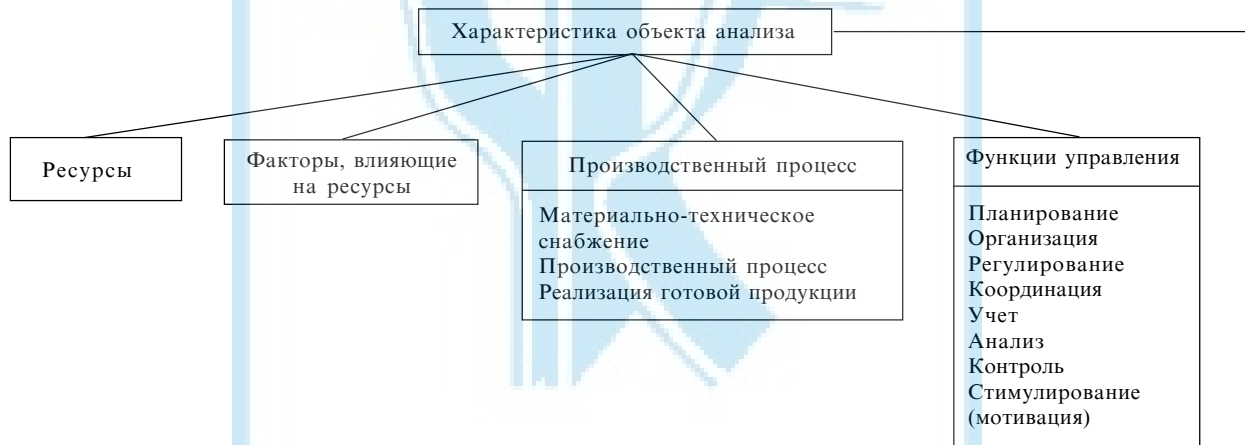 Характеристика объекта анализа
Ресурсы
Факторы, влияющие
на ресурсы
Производственный процесс
Материально-техническое
снабжение
Производственный процесс
Реализация готовой продукции
Функции управления
Планирование
Организация
Регулирование
Координация
Учет
Анализ
Контроль
Стимулирование
(мотивация)